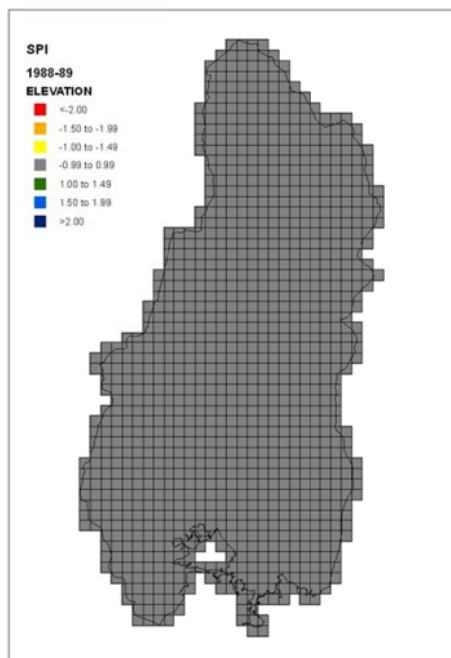 SPI
1988-89
ELEVATION
<-2.00
-1.50 to -1.99
-1.00 to -1.49
-0.99 to 0.99
1.00 to 1.49
1.50 to 1.99
>2.00